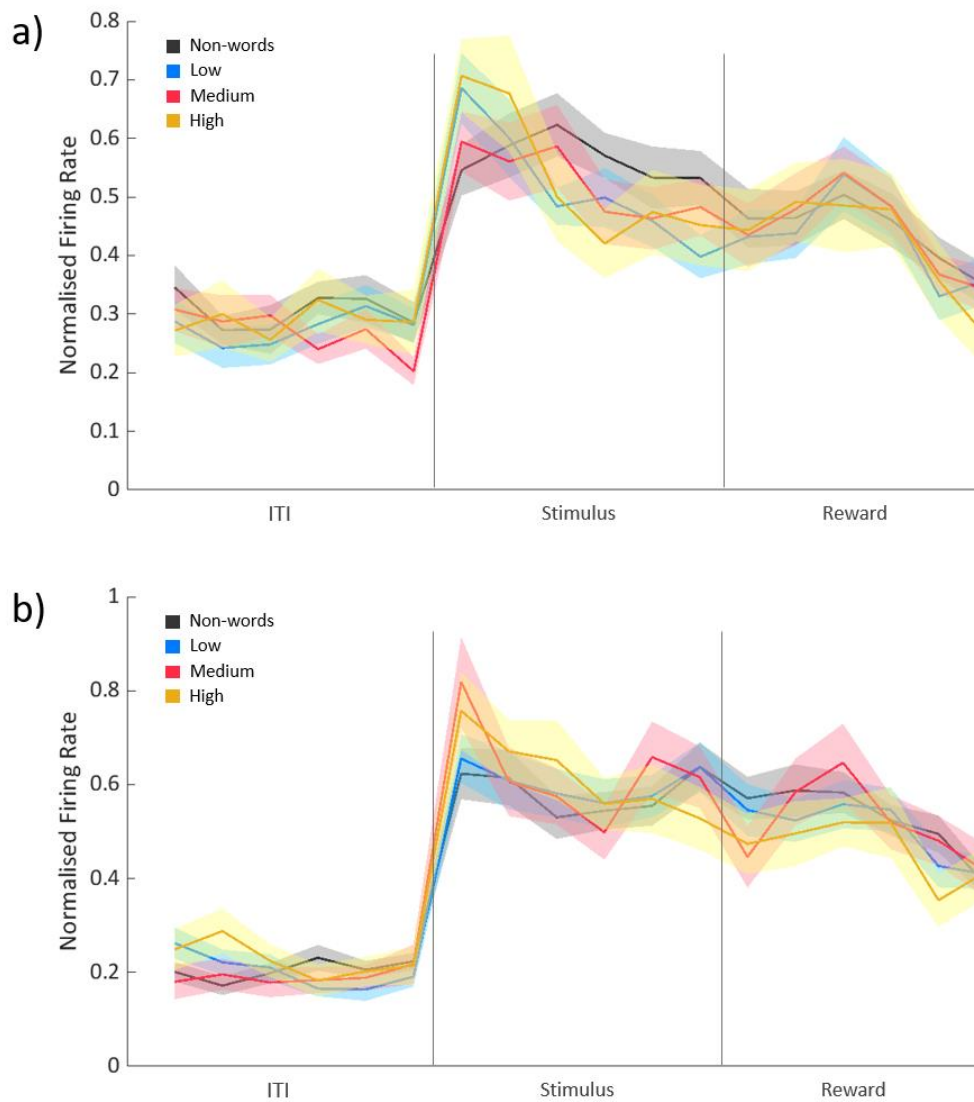 a)
0.8
0.7
0.6
0.5
0.4
0.3
0.2
0.1
0
Normalised Firing Rate
Non-words
Low
Medium
High
ITI
Stimulus
Reward
b)
1
0.8
0.6
0.4
0.2
0
Normalised Firing Rate
Non-words
Low
Medium
High
ITI
Stimulus
Reward